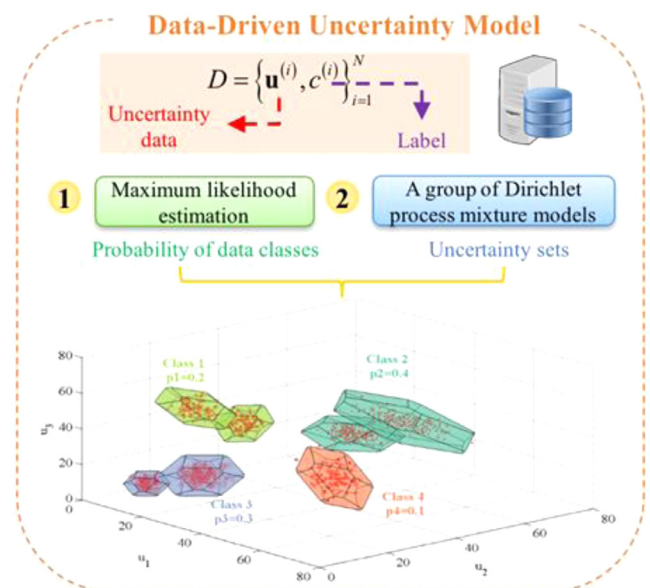 Data-Driven Uncertainty Model
D = {u^(i), c^(i)}_{i=1}^N
Uncertainty
data
Label
1
Maximum likelihood
estimation
2
A group of Dirichlet
process mixture models
Probability of data classes
Uncertainty sets
80
60
40
20
0
u3
Class 1
p1=0.2
Class 2
p2=0.4
Class 3
p3=0.3
Class 4
p4=0.1
0
20
40
60
80
u1
0
20
40
60
80
u2